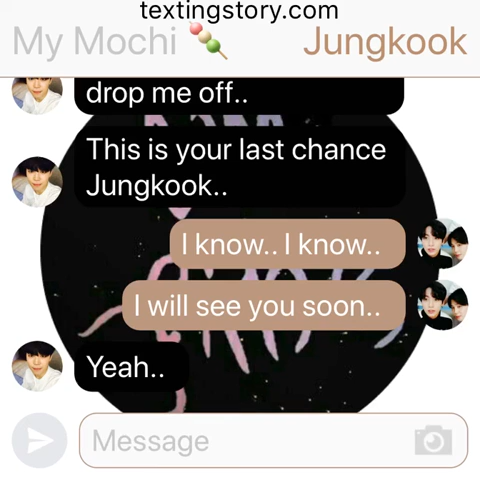 textingstory.com
My Mochi 🍡 Jungkook
drop me off..
This is your last chance
Jungkook..
I know.. I know..
I will see you soon..
Yeah..
Message